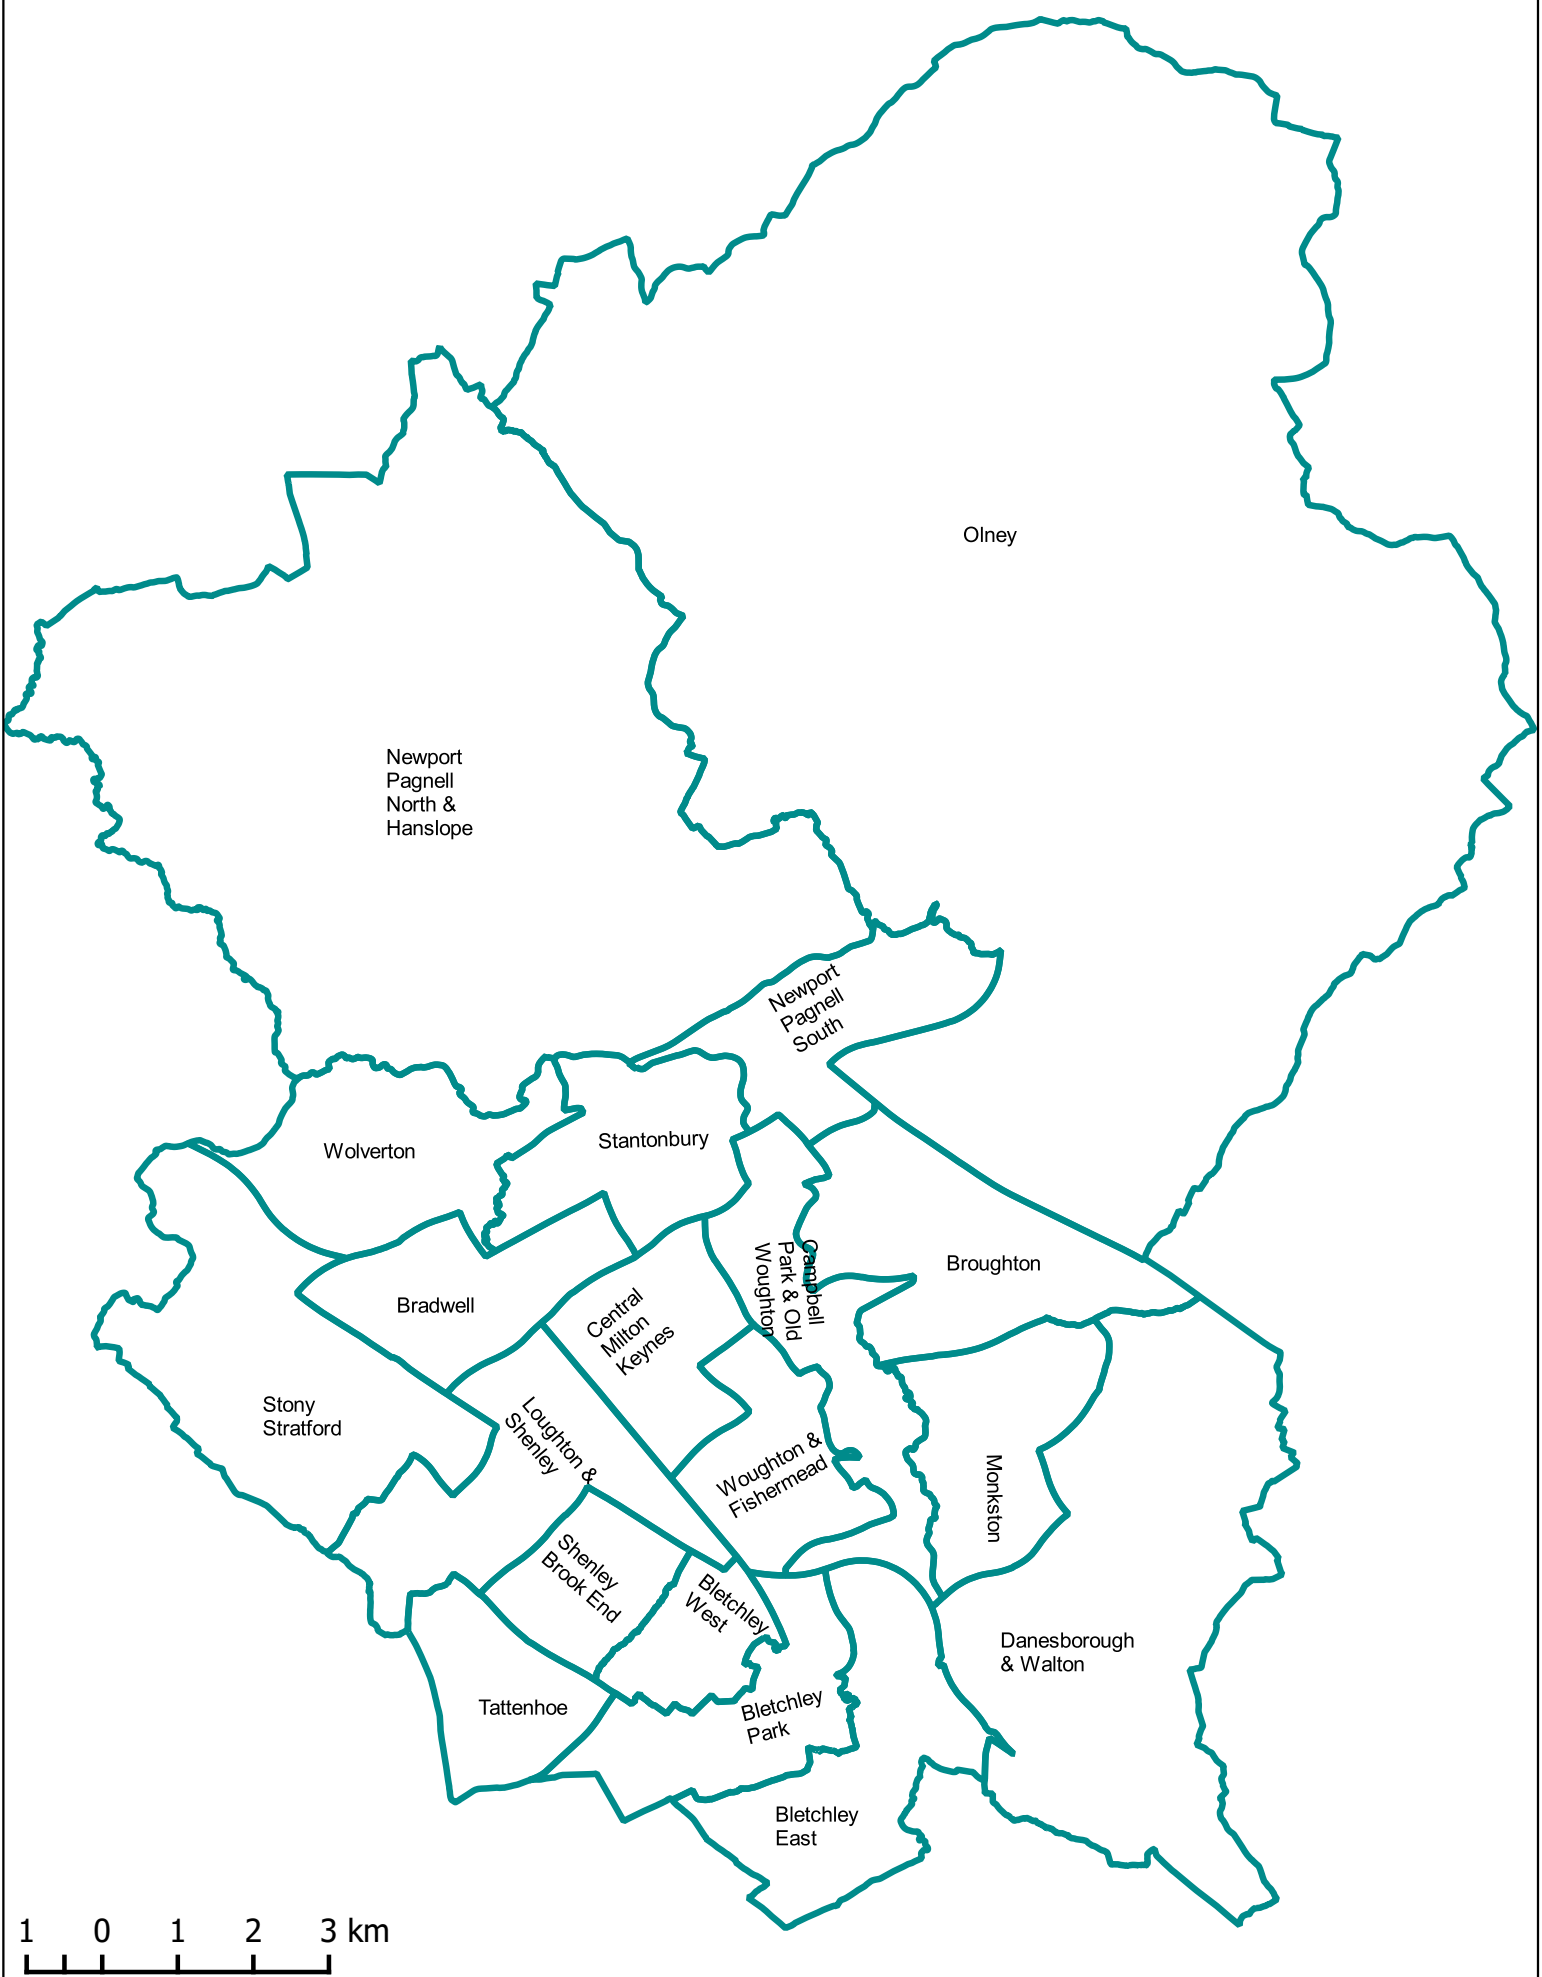 Olney
Newport
Pagnell
North &
Hanslope
Newport
Pagnell
South
Wolverton
Stantonbury
Campbell
Park & Old
Woughton
Broughton
Bradwell
Central
Milton
Keynes
Stony
Stratford
Loughton &
Shenley
Woughton &
Fishermead
Monkston
Shenley
Brook End
Bletchley
West
Danesborough
& Walton
Tattenhoe
Bletchley
Park
Bletchley
East
1 0 1 2 3 km